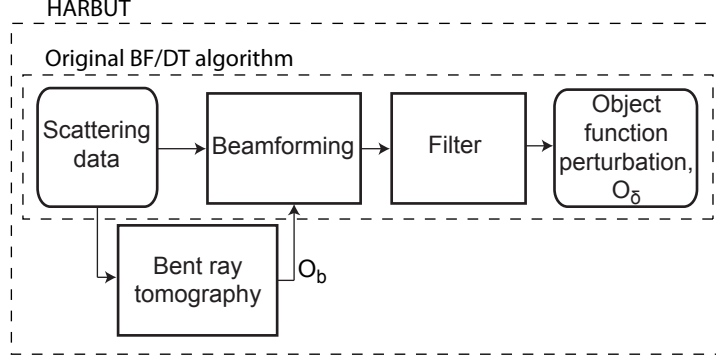 HARBUT
Original BF/DT algorithm
Scattering
data
Beamforming
Filter
Object
function
perturbation,
Oδ
Bent ray
tomography
Ob